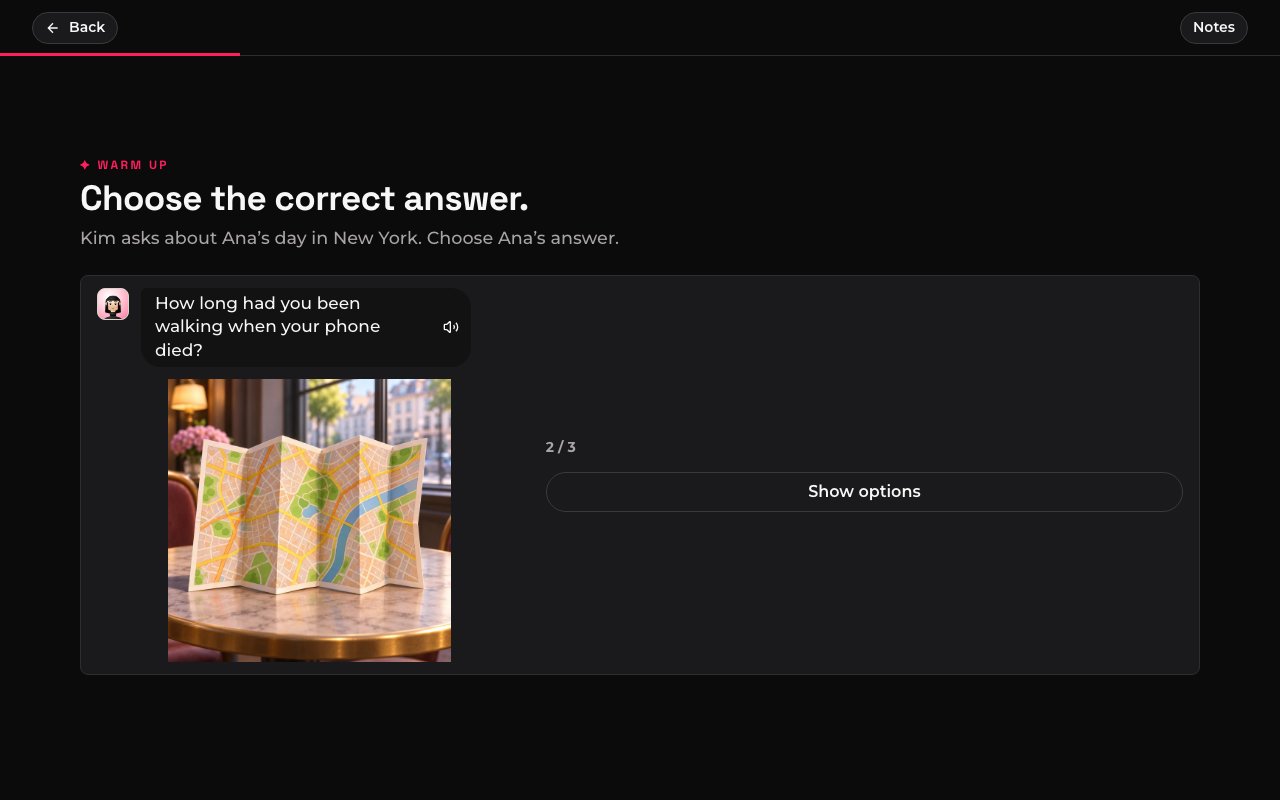 Back
Notes
WARM UP
Choose the correct answer.
Kim asks about Ana’s day in New York. Choose Ana’s answer.
How long had you been
walking when your phone
died?
2 / 3
Show options